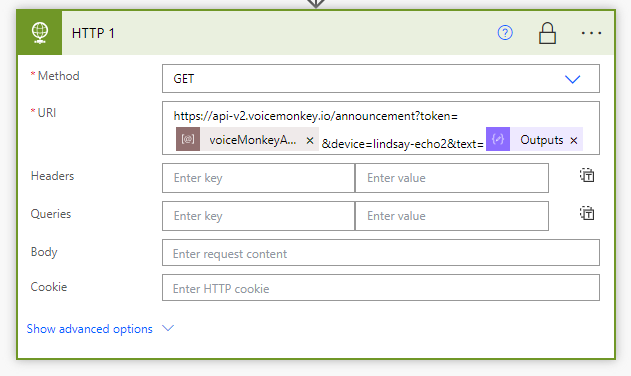 HTTP 1
* Method
GET
* URI
https://api-v2.voicemonkey.io/announcement?token=
[@] voiceMonkeyA... × &device=lindsay-echo2&text= Outputs ×
Headers
Enter key
Enter value
Queries
Enter key
Enter value
Body
Enter request content
Cookie
Enter HTTP cookie
Show advanced options